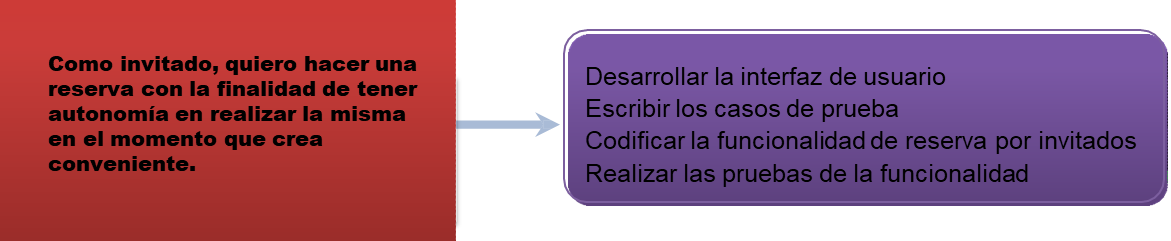 Como invitado, quiero hacer una
reserva con la finalidad de tener
autonomía en realizar la misma
en el momento que crea
conveniente.
Desarrollar la interfaz de usuario
Escribir los casos de prueba
Codificar la funcionalidad de reserva por invitados
Realizar las pruebas de la funcionalidad